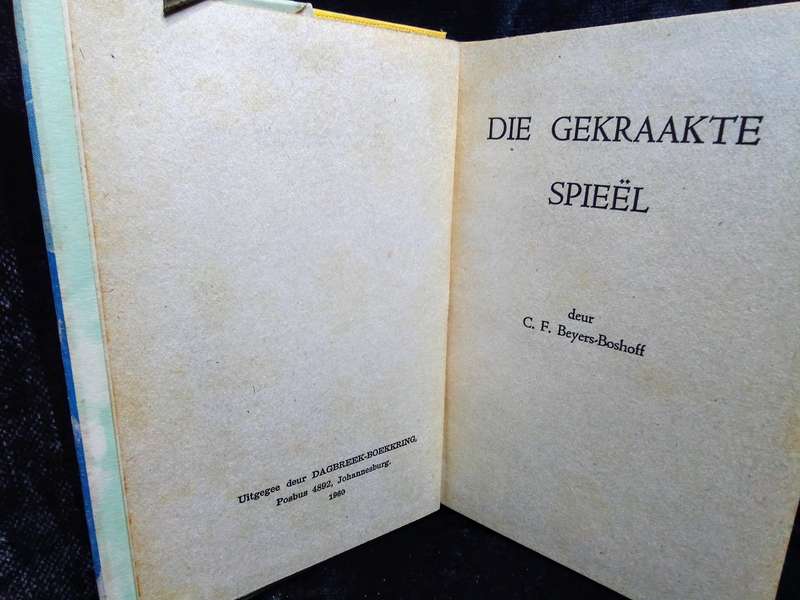 Uitgegee deur DAGBREEK-BOEKKRING,
Posbus 4892, Johannesburg.
1960
DIE GEKRAAKTE
SPIEËL
deur
C. F. Beyers-Boshoff